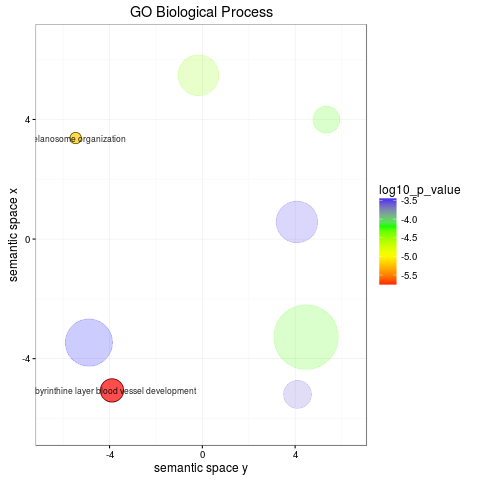 GO Biological Process
4
0
-4
semantic space x
elanosome organization
byrinthine layer blood vessel development
-4
0
4
semantic space y
log10_p_value
-3.5
-4.0
-4.5
-5.0
-5.5